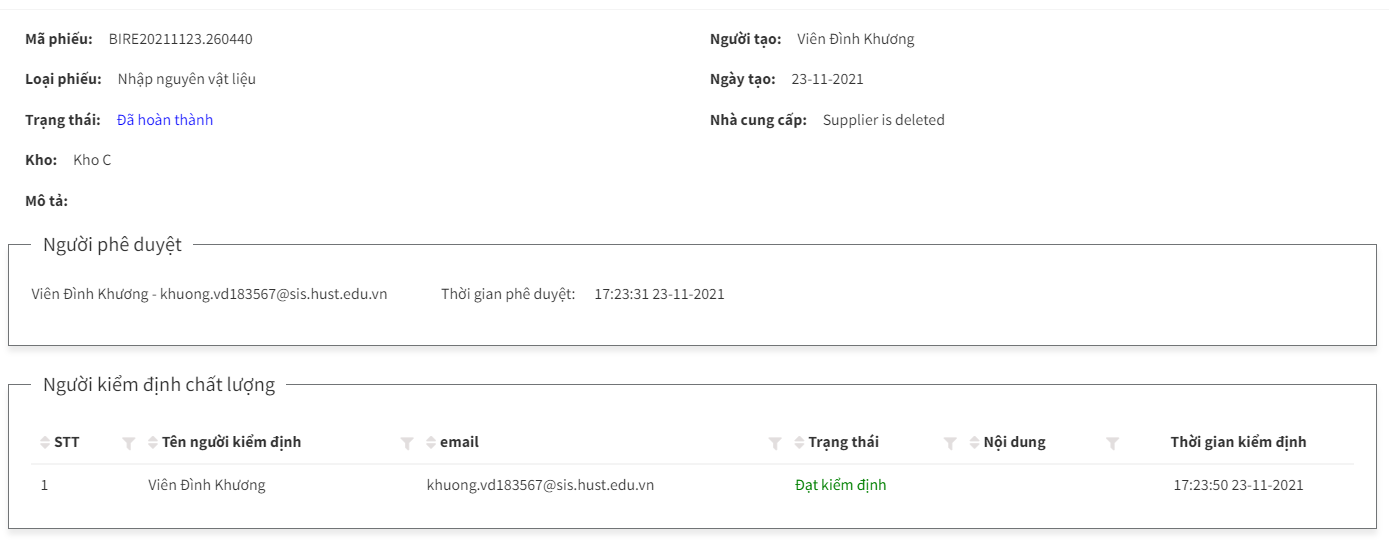 Mã phiếu: BIRE20211123.260440
Người tạo: Viên Đình Khương
Loại phiếu: Nhập nguyên vật liệu
Ngày tạo: 23-11-2021
Trạng thái: Đã hoàn thành
Nhà cung cấp: Supplier is deleted
Kho: Kho C
Mô tả:
Người phê duyệt
Viên Đình Khương - khuong.vd183567@sis.hust.edu.vn Thời gian phê duyệt: 17:23:31 23-11-2021
Người kiểm định chất lượng
STT Tên người kiểm định email Trạng thái Nội dung Thời gian kiểm định
1 Viên Đình Khương khuong.vd183567@sis.hust.edu.vn Đạt kiểm định 17:23:50 23-11-2021